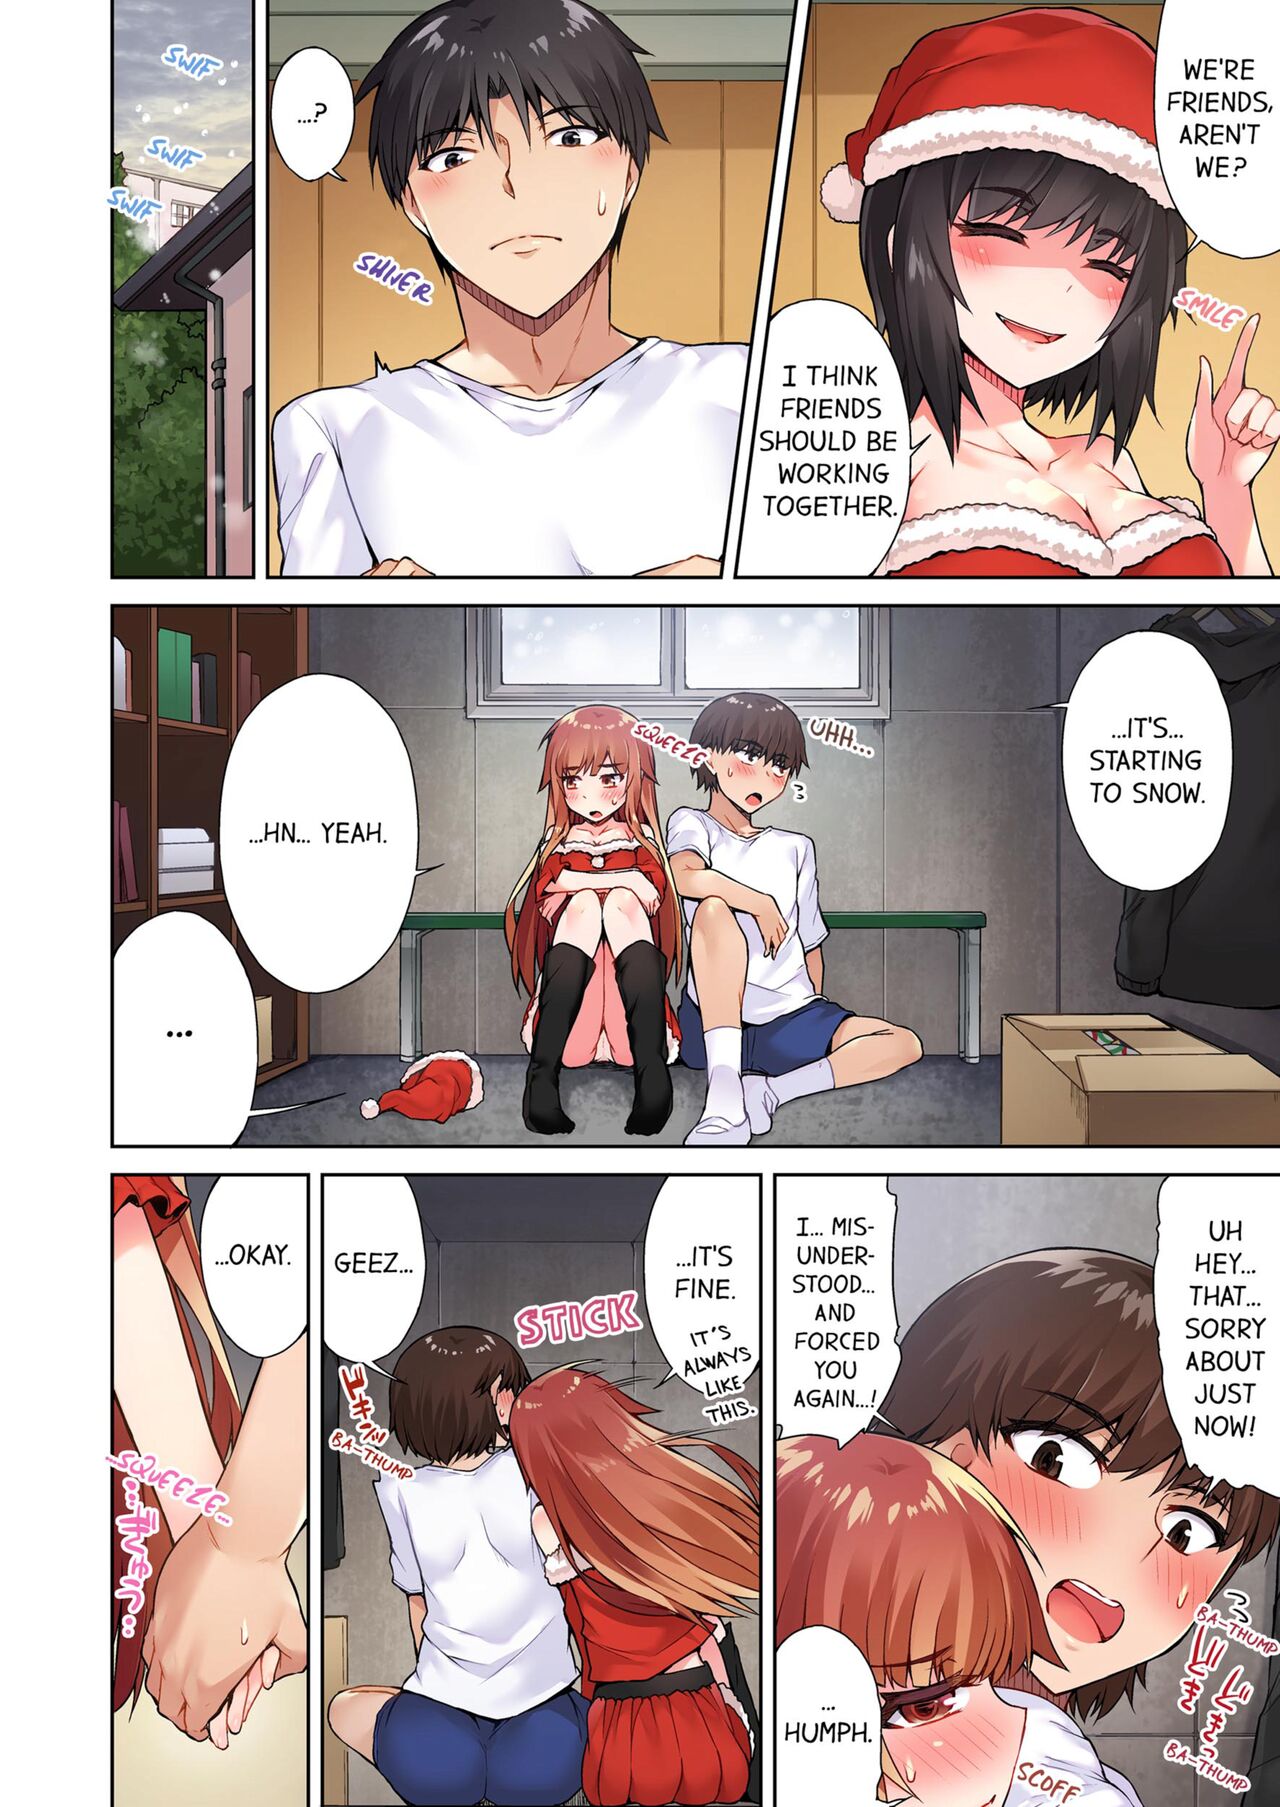 WE'RE
FRIENDS,
AREN'T
WE?
SMILE
I THINK
FRIENDS
SHOULD BE
WORKING
TOGETHER.
...?
SHIVER
SWIF
SWIF
SWIF
...IT'S...
STARTING
TO SNOW.
UHH...
SQUEEZE
...HN... YEAH.
...
UH
HEY...
THAT...
SORRY
ABOUT
JUST
NOW!
I... MIS-
UNDER-
STOOD...
AND
FORCED
YOU
AGAIN...!
BA-THUMP
BA-THUMP
...
HUMPH.
SCOFF
...IT'S
FINE.
IT'S
ALWAYS
LIKE
THIS.
STICK
GEEZ...
BA-THUMP
...OKAY.
...SQUEEZE...